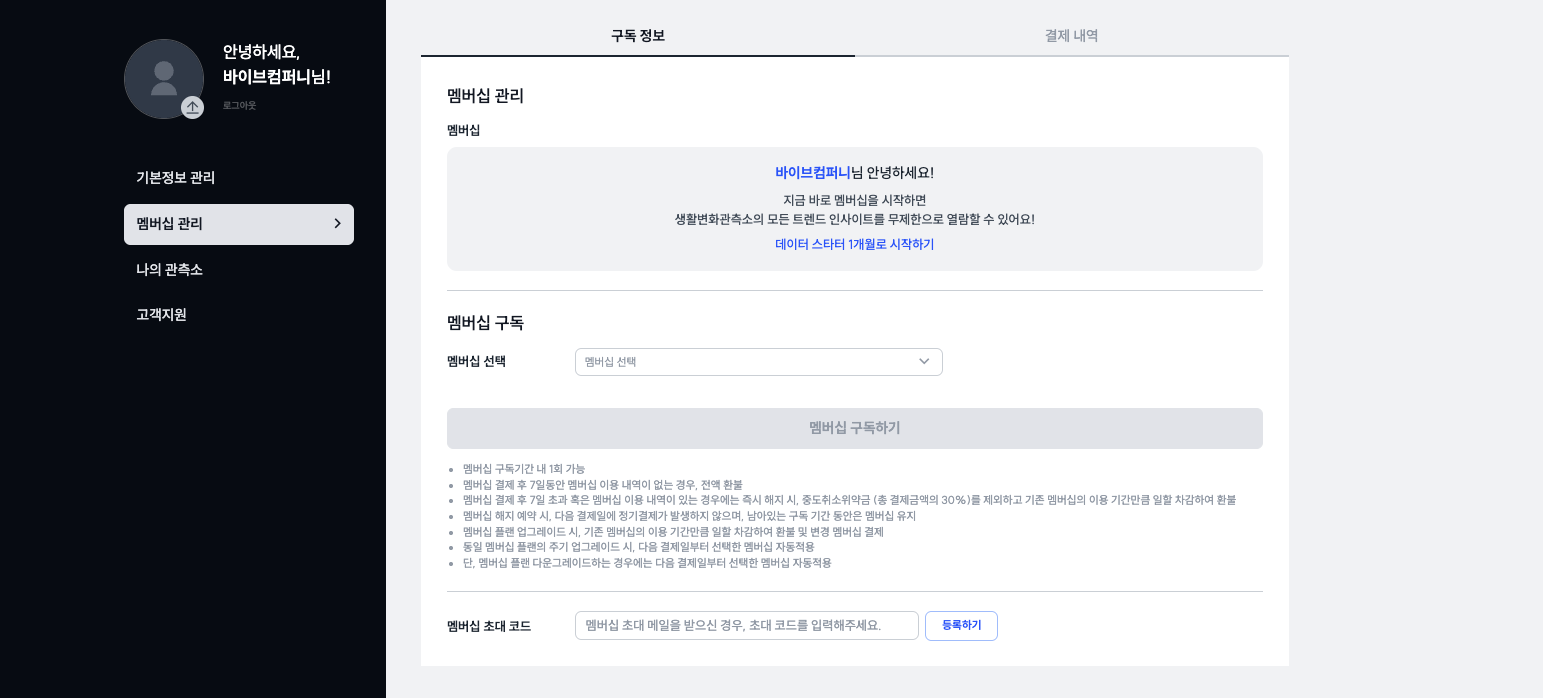 안녕하세요,
바이브컴퍼니님!
로그아웃
기본정보 관리
멤버십 관리
나의 관측소
고객지원
구독 정보
결제 내역
멤버십 관리
멤버십
바이브컴퍼니님 안녕하세요!
지금 바로 멤버십을 시작하면
생활변화관측소의 모든 트렌드 인사이트를 무제한으로 열람할 수 있어요!
데이터 스타터 1개월로 시작하기
멤버십 구독
멤버십 선택
멤버십 선택
멤버십 구독하기
멤버십 구독기간 내 1회 가능
멤버십 결제 후 7일동안 멤버십 이용 내역이 없는 경우, 전액 환불
멤버십 결제 후 7일 초과 혹은 멤버십 이용 내역이 있는 경우에는 즉시 해지 시, 중도취소위약금 (총 결제금액의 30%)를 제외하고 기존 멤버십의 이용 기간만큼 일할 차감하여 환불
멤버십 해지 예약 시, 다음 결제일에 정기결제가 발생하지 않으며, 남아있는 구독 기간 동안은 멤버십 유지
멤버십 플랜 업그레이드 시, 기존 멤버십의 이용 기간만큼 일할 차감하여 환불 및 변경 멤버십 결제
동일 멤버십 플랜의 주기 업그레이드 시, 다음 결제일부터 선택한 멤버십 자동적용
단, 멤버십 플랜 다운그레이드하는 경우에는 다음 결제일부터 선택한 멤버십 자동적용
멤버십 초대 코드
멤버십 초대 메일을 받으신 경우, 초대 코드를 입력해주세요.
등록하기